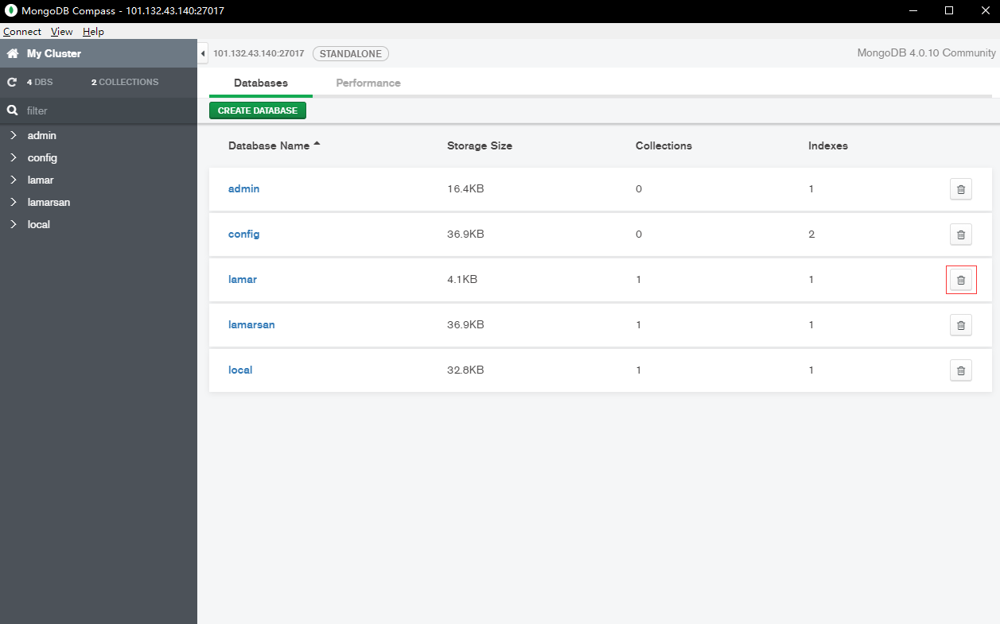 MongoDB Compass - 101.132.43.140:27017
Connect View Help
My Cluster
101.132.43.140:27017 STANDALONE MongoDB 4.0.10 Community
4 DBS 2 COLLECTIONS
Databases Performance
filter
CREATE DATABASE
admin
config
lamar
lamarsan
local
Database Name Storage Size Collections Indexes
admin 16.4KB 0 1
config 36.9KB 0 2
lamar 4.1KB 1 1
lamarsan 36.9KB 1 1
local 32.8KB 1 1